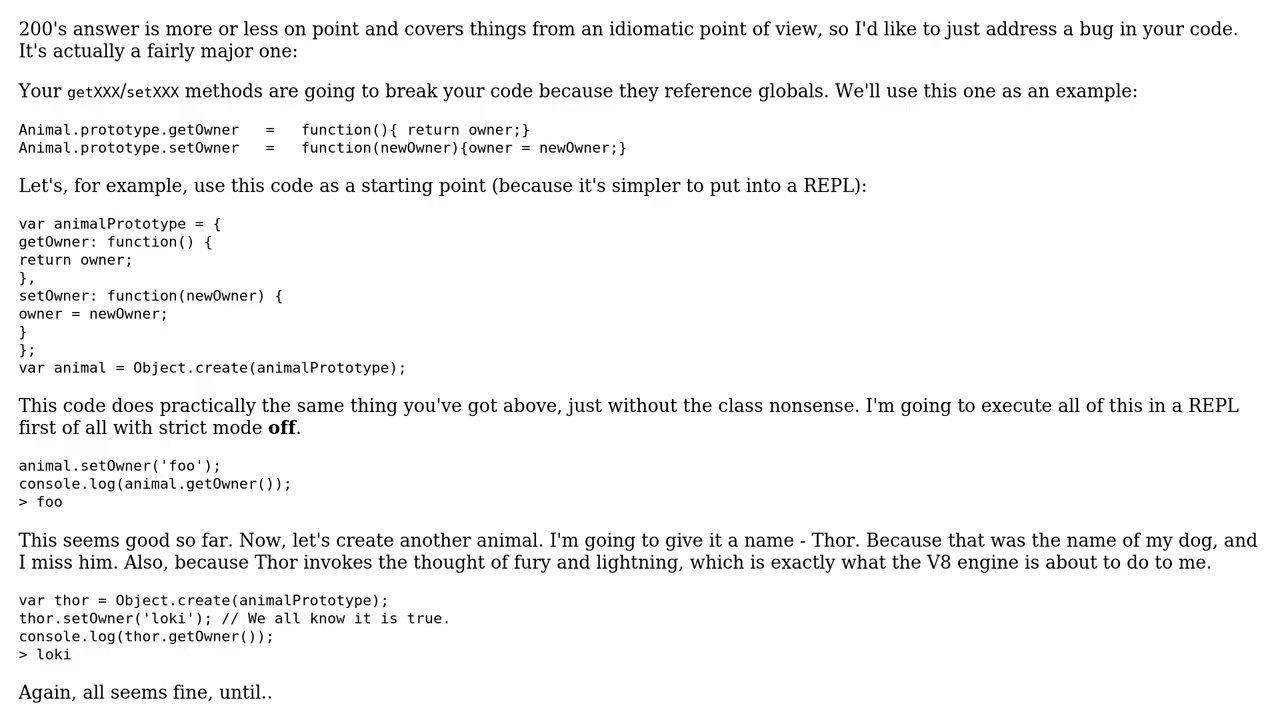 200's answer is more or less on point and covers things from an idiomatic point of view, so I'd like to just address a bug in your code.
It's actually a fairly major one:
Your getXXX/setXXX methods are going to break your code because they reference globals. We'll use this one as an example:
Animal.prototype.getOwner   =   function(){ return owner;}
Animal.prototype.setOwner   =   function(newOwner){owner = newOwner;}
Let's, for example, use this code as a starting point (because it's simpler to put into a REPL):
var animalPrototype = {
getOwner: function() {
return owner;
},
setOwner: function(newOwner) {
owner = newOwner;
}
};
var animal = Object.create(animalPrototype);
This code does practically the same thing you've got above, just without the class nonsense. I'm going to execute all of this in a REPL
first of all with strict mode off.
animal.setOwner('foo');
console.log(animal.getOwner());
> foo
This seems good so far. Now, let's create another animal. I'm going to give it a name - Thor. Because that was the name of my dog, and
I miss him. Also, because Thor invokes the thought of fury and lightning, which is exactly what the V8 engine is about to do to me.
var thor = Object.create(animalPrototype);
thor.setOwner('loki'); // We all know it is true.
console.log(thor.getOwner());
> loki
Again, all seems fine, until..